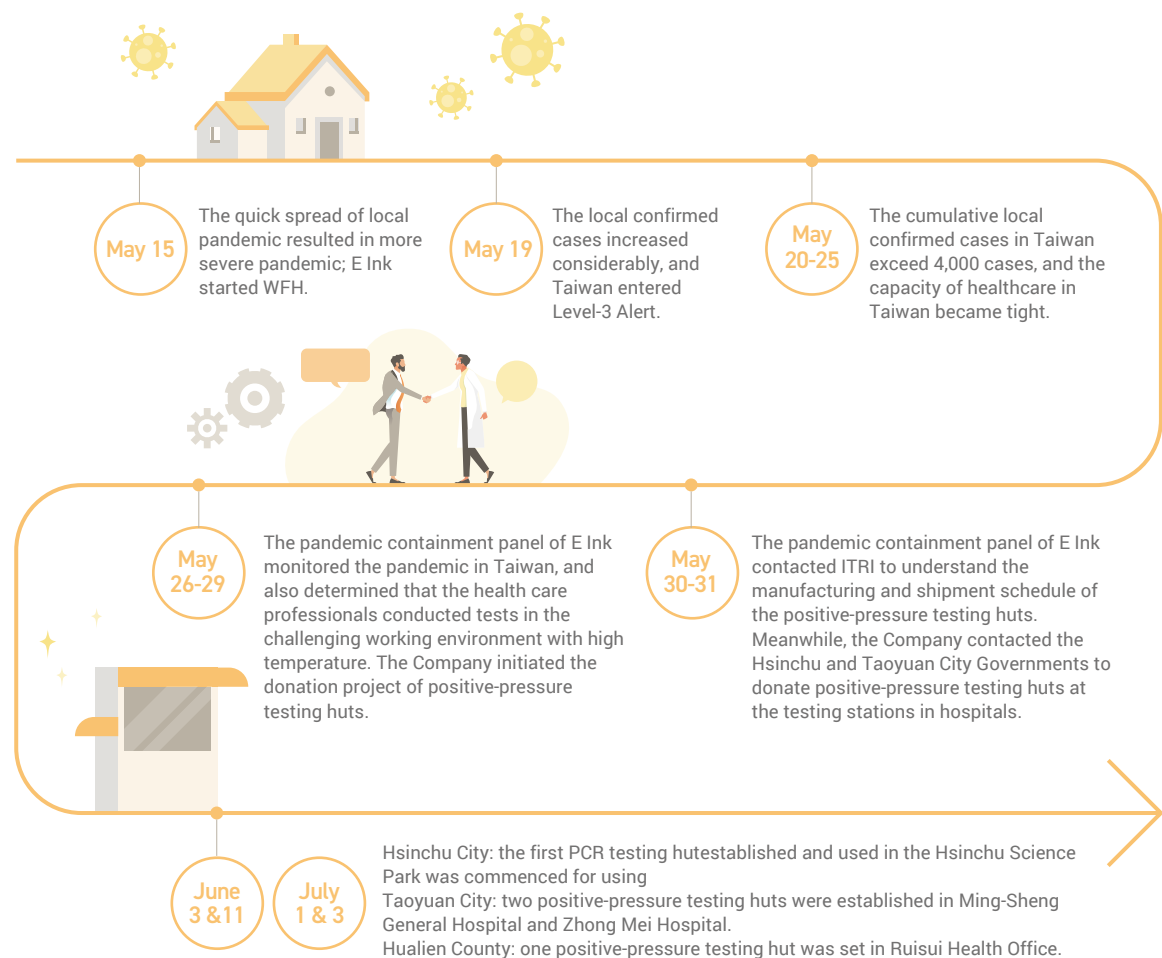 May 15
The quick spread of local
pandemic resulted in more
severe pandemic; E Ink
started WFH.
May 19
The local confirmed
cases increased
considerably, and
Taiwan entered
Level-3 Alert.
May
20-25
The cumulative local
confirmed cases in Taiwan
exceed 4,000 cases, and the
capacity of healthcare in
Taiwan became tight.
May
26-29
The pandemic containment panel of E Ink
monitored the pandemic in Taiwan, and
also determined that the health care
professionals conducted tests in the
challenging working environment with high
temperature. The Company initiated the
donation project of positive-pressure
testing huts.
May
30-31
The pandemic containment panel of E Ink
contacted ITRI to understand the
manufacturing and shipment schedule of
the positive-pressure testing huts.
Meanwhile, the Company contacted the
Hsinchu and Taoyuan City Governments to
donate positive-pressure testing huts at
the testing stations in hospitals.
June
3 &11
July
1 & 3
Hsinchu City: the first PCR testing hutestablished and used in the Hsinchu Science
Park was commenced for using
Taoyuan City: two positive-pressure testing huts were established in Ming-Sheng
General Hospital and Zhong Mei Hospital.
Hualien County: one positive-pressure testing hut was set in Ruisui Health Office.